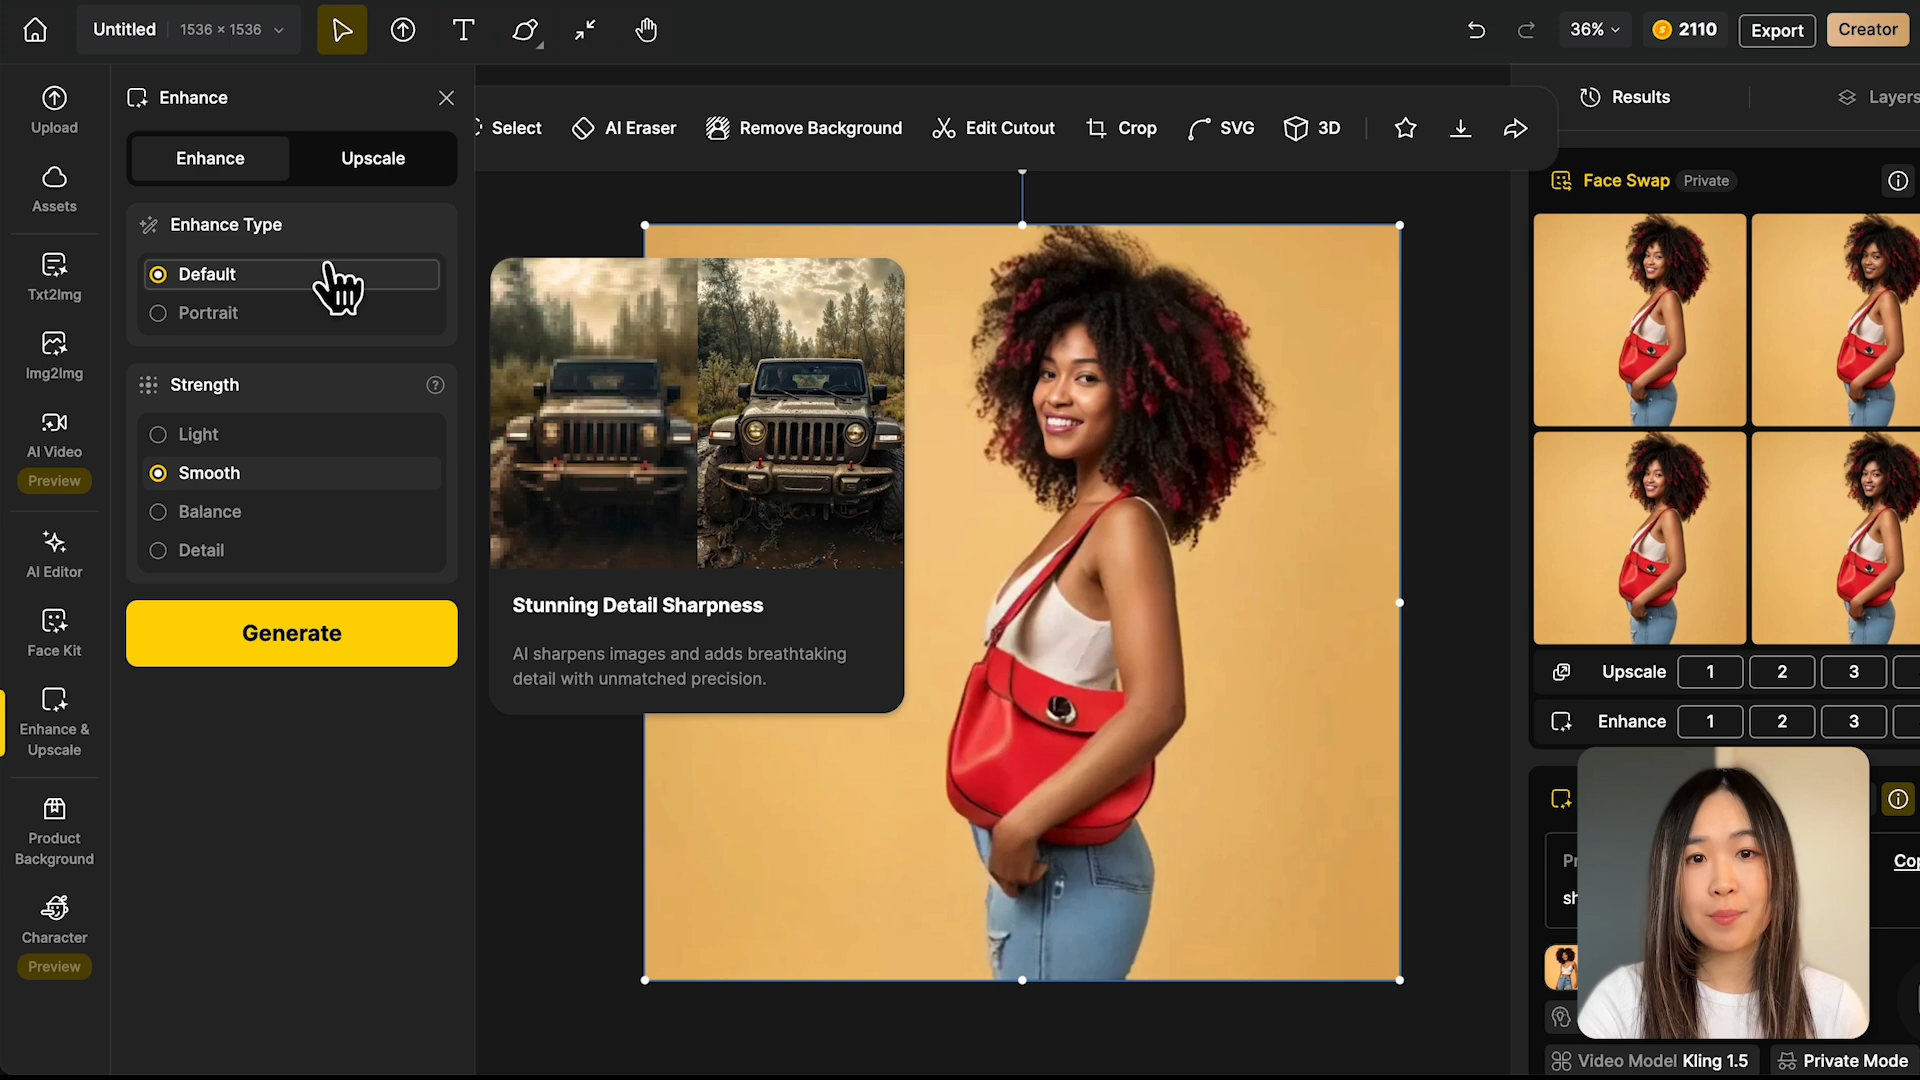 Untitled 1536 × 1536
36% 2110 Export Creator
Upload
Assets
Txt2Img
Img2Img
AI Video
Preview
AI Editor
Face Kit
Enhance &
Upscale
Product
Background
Character
Preview
Enhance
Enhance Upscale
Enhance Type
Default
Portrait
Strength ?
Light
Smooth
Balance
Detail
Generate
Select AI Eraser Remove Background Edit Cutout Crop SVG 3D
Stunning Detail Sharpness
AI sharpens images and adds breathtaking
detail with unmatched precision.
Results Layers
Face Swap Private
Upscale 1 2 3
Enhance 1 2 3
Video Model Kling 1.5 Private Mode